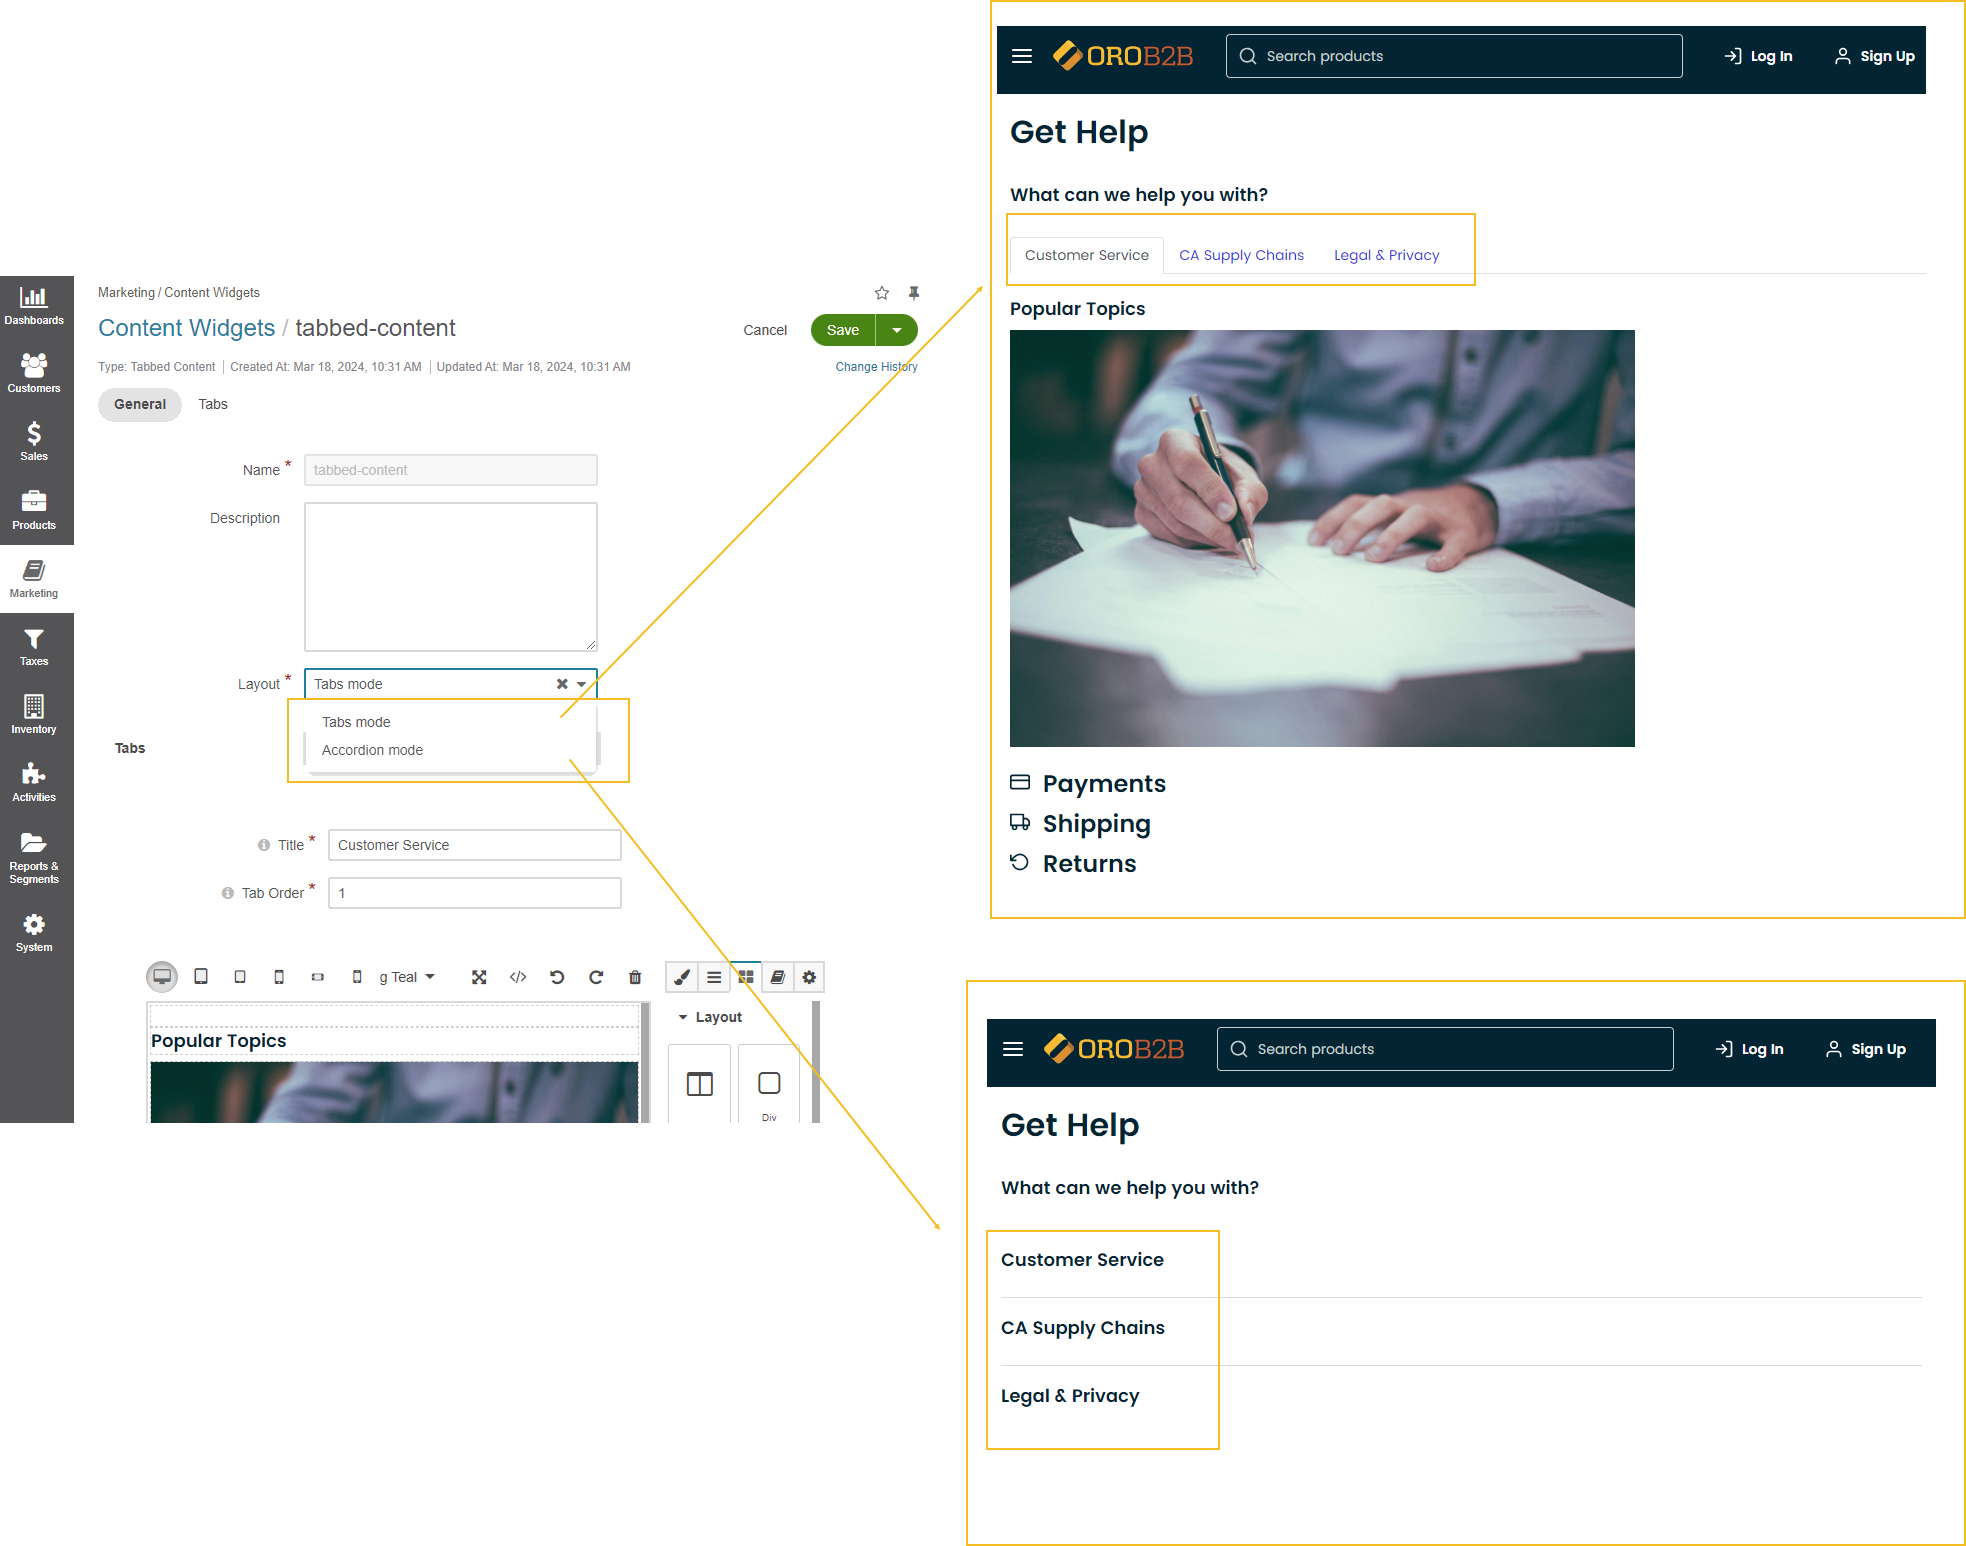 Dashboards
Customers
Sales
Products
Marketing
Taxes
Inventory
Activities
Reports &
Segments
System
Marketing / Content Widgets
Content Widgets / tabbed-content
Cancel
Save
Type: Tabbed Content
Created At: Mar 18, 2024, 10:31 AM
Updated At: Mar 18, 2024, 10:31 AM
Change History
General
Tabs
Name *
tabbed-content
Description
Layout *
Tabs mode
Tabs mode
Accordion mode
Tabs
Title *
Customer Service
Tab Order *
1
g Teal
Popular Topics
Layout
Div
OROB2B
Search products
Log In
Sign Up
Get Help
What can we help you with?
Customer Service
CA Supply Chains
Legal & Privacy
Popular Topics
Payments
Shipping
Returns
OROB2B
Search products
Log In
Sign Up
Get Help
What can we help you with?
Customer Service
CA Supply Chains
Legal & Privacy